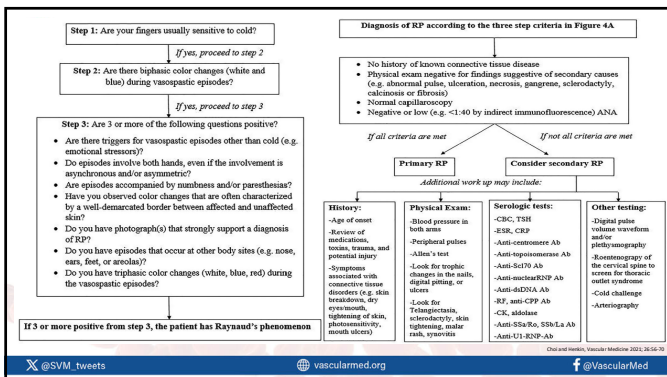 Step 1: Are your fingers usually sensitive to cold?
If yes, proceed to step 2
Step 2: Are there biphasic color changes (white and
blue) during vasospastic episodes?
If yes, proceed to step 3
Step 3: Are 3 or more of the following questions positive?
• Are there triggers for vasospastic episodes other than cold (e.g.
emotional stressors)?
• Do episodes involve both hands, even if the involvement is
asynchronous and/or asymmetric?
• Are episodes accompanied by numbness and/or paresthesias?
• Have you observed color changes that are often characterized
by a well-demarcated border between affected and unaffected
skin?
• Do you have photograph(s) that strongly support a diagnosis
of RP?
• Do you have episodes that occur at other body sites (e.g. nose,
ears, feet, or areolas)?
• Do you have triphasic color changes (white, blue, red) during
the vasospastic episodes?
If 3 or more positive from step 3, the patient has Raynaud's phenomenon
Diagnosis of RP according to the three step criteria in Figure 4A
• No history of known connective tissue disease
• Physical exam negative for findings suggestive of secondary causes
(e.g. abnormal pulse, ulceration, necrosis, gangrene, sclerodactyly,
calcinosis or fibrosis)
• Normal capillaroscopy
• Negative or low (e.g. <1:40 by indirect immunofluorescence) ANA
If all criteria are met
If not all criteria are met
Primary RP
Consider secondary RP
Additional work up may include:
History:
-Age of onset
-Review of
medications,
toxins, trauma, and
potential injury
-Symptoms
associated with
connective tissue
disorders (e.g. skin
breakdown, dry
eyes/mouth,
tightening of skin,
photosensitivity,
mouth ulcers)
Physical Exam:
-Blood pressure in
both arms
-Peripheral pulses
-Allen's test
-Look for trophic
changes in the nails,
digital pitting, or
ulcers
-Look for
Telangiectasia,
sclerodactyly, skin
tightening, malar
rash, synovitis
Serologic tests:
-CBC, TSH
-ESR, CRP
-Anti-centromere Ab
-Anti-topoisomerase Ab
-Anti-Scl70 Ab
-Anti-nuclearRNP Ab
-Anti-dsDNA Ab
-RF, anti-CPP Ab
-CK, aldolase
-Anti-SSa/Ro, SSb/La Ab
-Anti-U1-RNP-Ab
Other testing:
-Digital pulse
volume waveform
and/or
plethysmography
-Roentenography of
the cervical spine to
screen for thoracic
outlet syndrome
-Cold challenge
-Arteriography
Choi and Henkin, Vascular Medicine 2021; 26:56-70
@SVM_tweets
vascularmed.org
@VascularMed